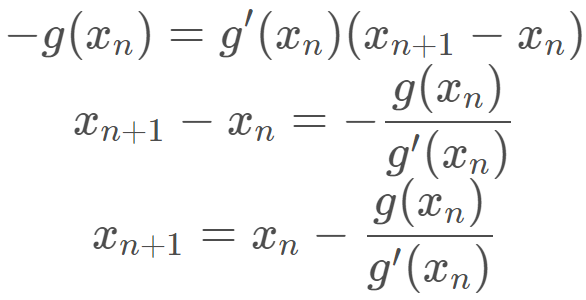 −g(xₙ) = g′(xₙ)(xₙ₊₁ − xₙ)
xₙ₊₁ − xₙ = − g(xₙ) / g′(xₙ)
xₙ₊₁ = xₙ − g(xₙ) / g′(xₙ)